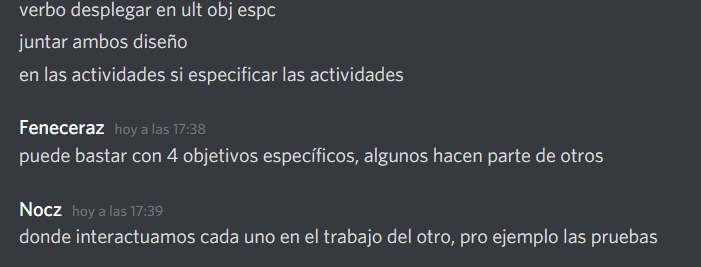 verbo desplegar en ult obj espc
juntar ambos diseño
en las actividades si especificar las actividades
Feneceraz hoy a las 17:38
puede bastar con 4 objetivos específicos, algunos hacen parte de otros
Nocz hoy a las 17:39
donde interactuamos cada uno en el trabajo del otro, pro ejemplo las pruebas